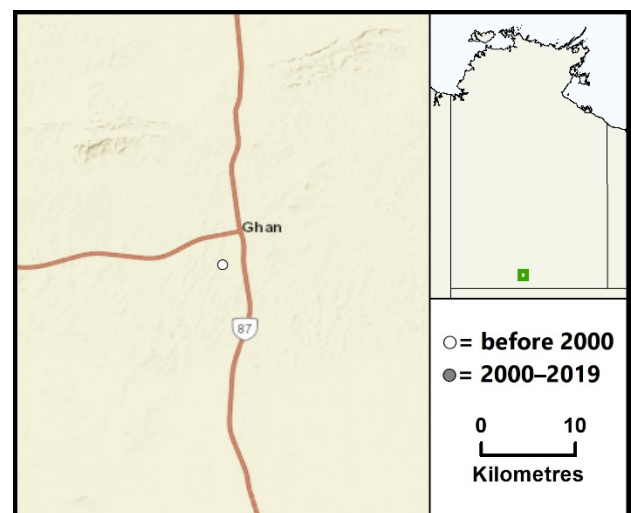 Ghan
87
= before 2000
= 2000–2019
0 10
Kilometres